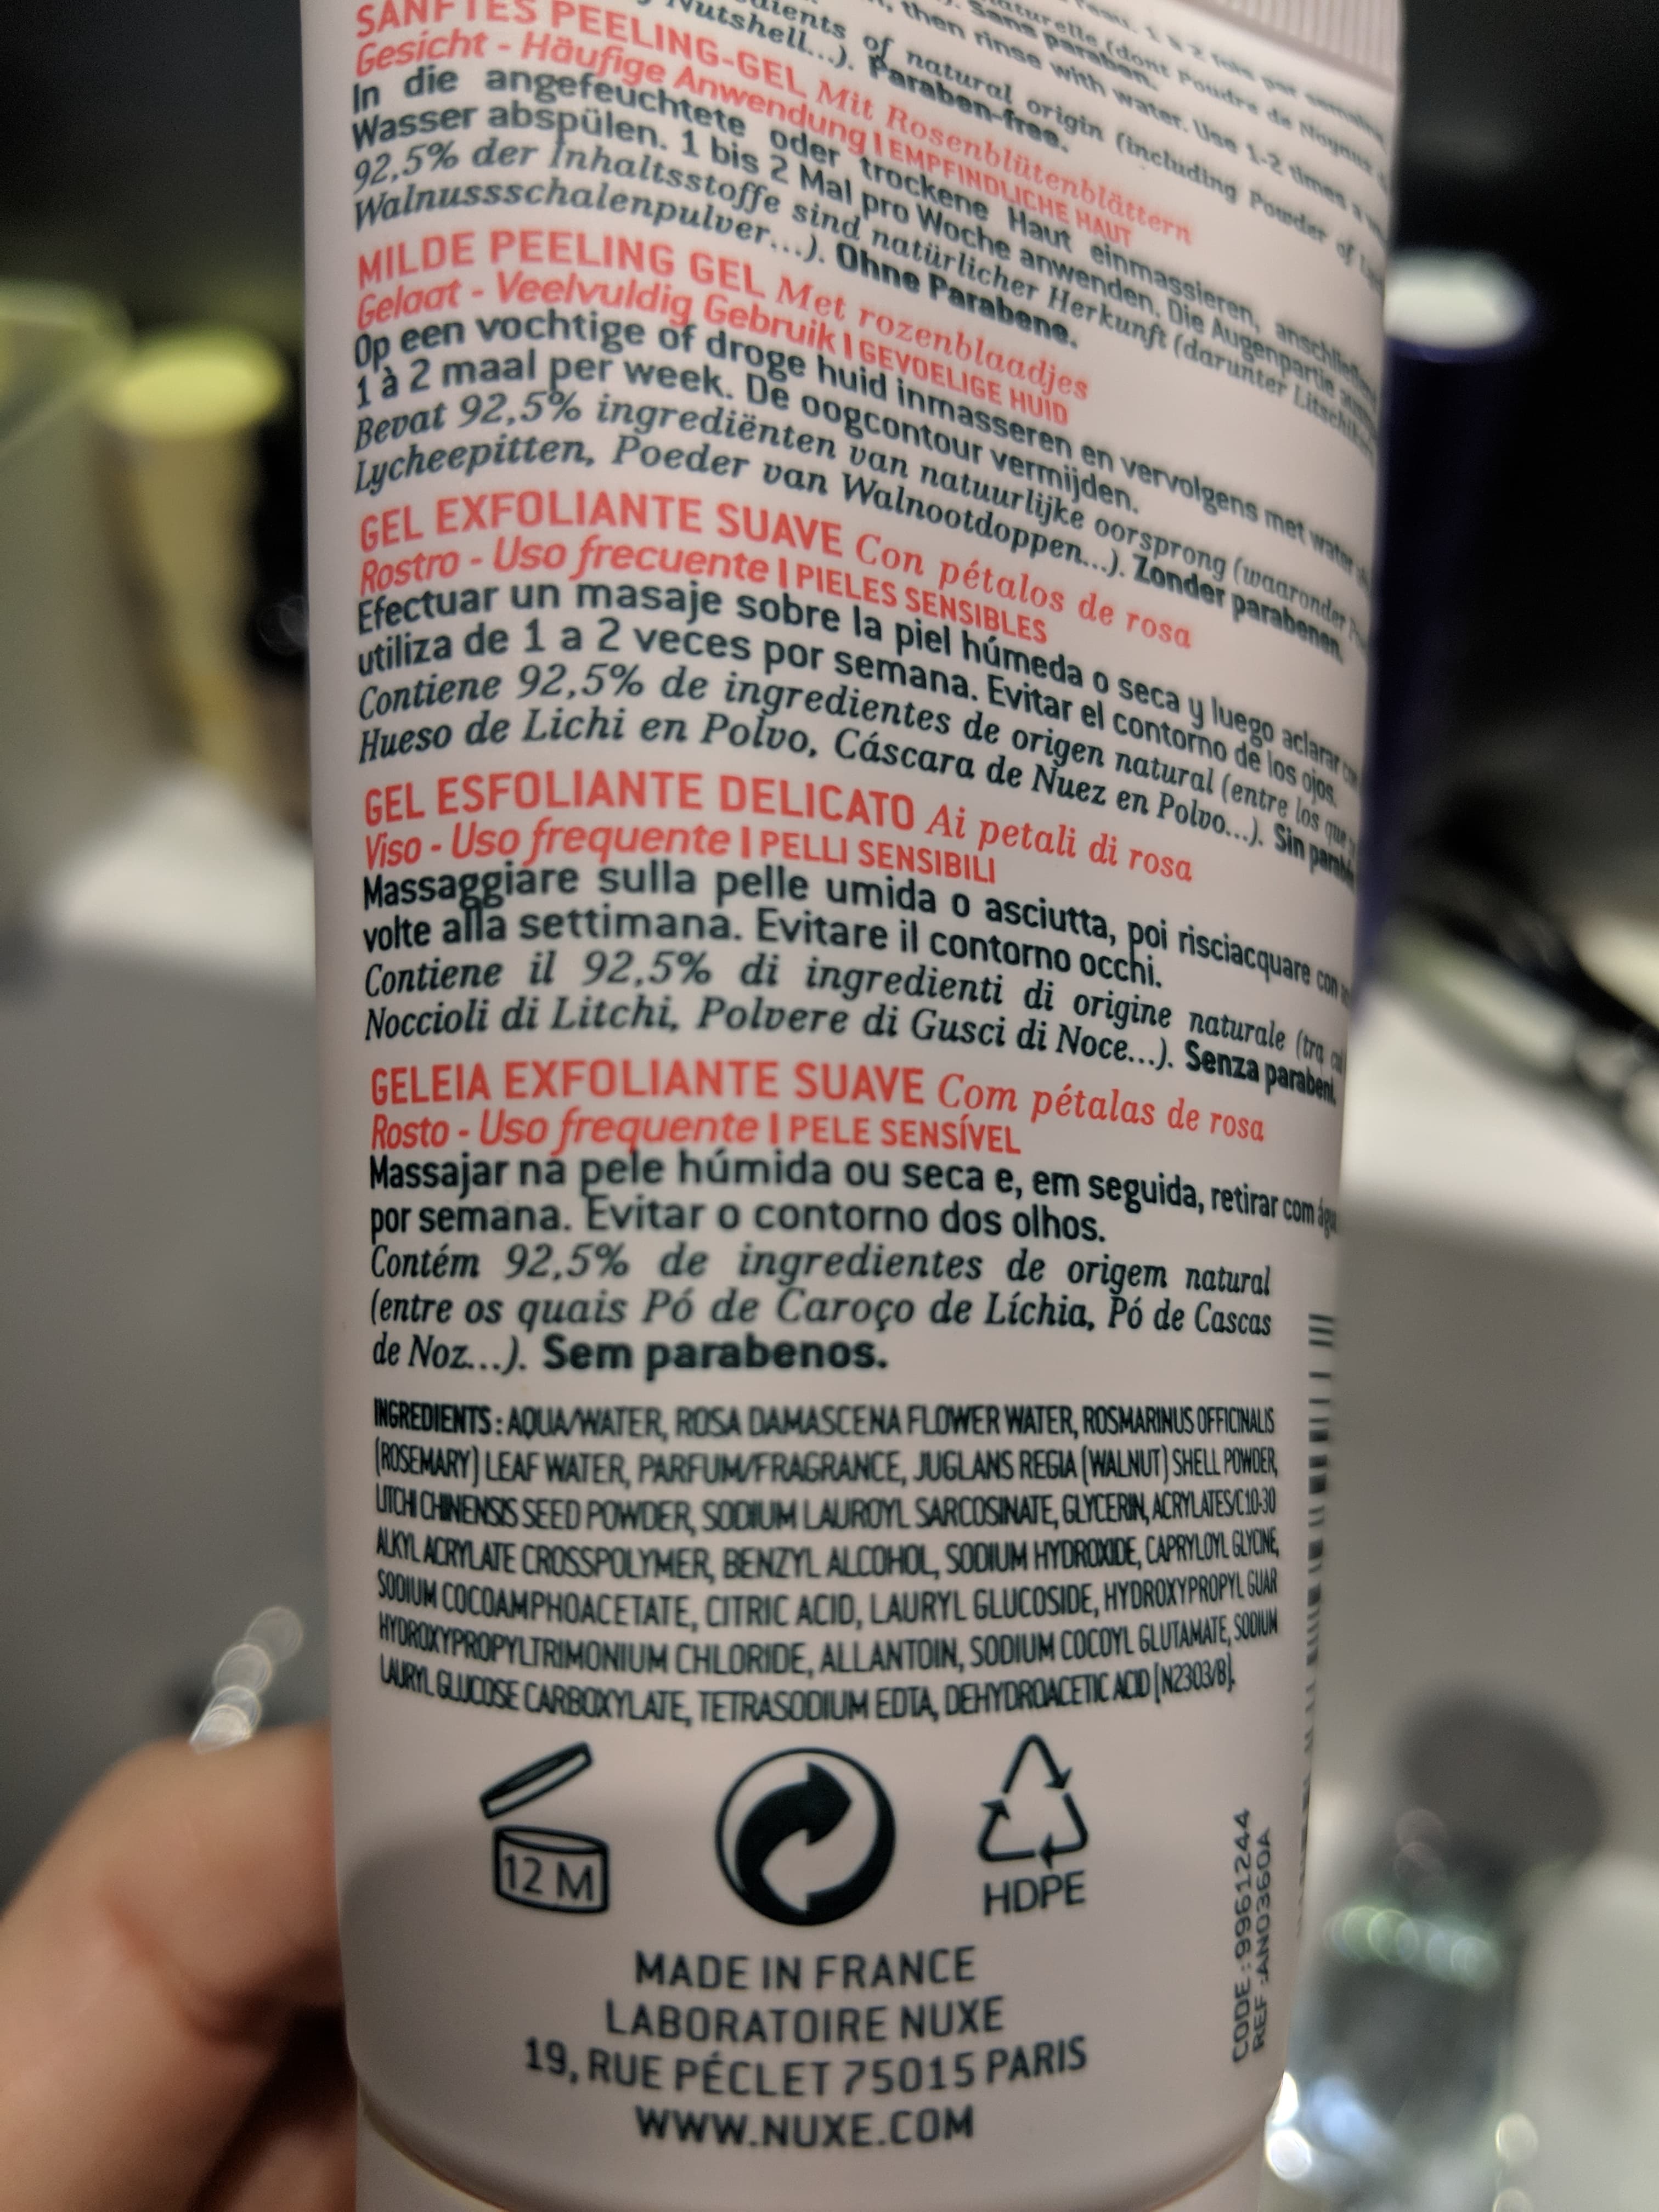 of natural origin (including Powder of
Nutshell...). Paraben-free.
SANFTES PEELING-GEL Mit Rosenblütenblättern
Gesicht - Häufige Anwendung | EMPFINDLICHE HAUT
In die angefeuchtete oder trockene Haut einmassieren,
Wasser abspülen. 1 bis 2 Mal pro Woche anwenden. Die Augenpartie
92,5% der Inhaltsstoffe sind natürlicher Herkunft (darunter
Walnussschalenpulver...). Ohne Parabene.
MILDE PEELING GEL Met rozenblaadjes
Gelaat - Veelvuldig Gebruik | GEVOELIGE HUID
Op een vochtige of droge huid inmasseren en vervolgens met water
1 à 2 maal per week. De oogcontour vermijden.
Bevat 92,5% ingrediënten van natuurlijke oorsprong (waaronder
Lycheepitten, Poeder van Walnootdoppen...). Zonder parabenen.
GEL EXFOLIANTE SUAVE Con pétalos de rosa
Rostro - Uso frecuente | PIELES SENSIBLES
Efectuar un masaje sobre la piel húmeda o seca y luego aclarar
utiliza de 1 a 2 veces por semana. Evitar el contorno de los ojos.
Contiene 92,5% de ingredientes de origen natural (entre los que
Hueso de Lichi en Polvo, Cáscara de Nuez en Polvo...). Sin
GEL ESFOLIANTE DELICATO Ai petali di rosa
Viso - Uso frequente | PELLI SENSIBILI
Massaggiare sulla pelle umida o asciutta, poi risciacquare con
volte alla settimana. Evitare il contorno occhi.
Contiene il 92,5% di ingredienti di origine naturale (tra
Noccioli di Litchi, Polvere di Gusci di Noce...). Senza parabeni.
GELEIA EXFOLIANTE SUAVE Com pétalas de rosa
Rosto - Uso frequente | PELE SENSÍVEL
Massajar na pele húmida ou seca e, em seguida, retirar com
por semana. Evitar o contorno dos olhos.
Contém 92,5% de ingredientes de origem natural
(entre os quais Pó de Caroço de Líchia, Pó de Cascas
de Noz...). Sem parabenos.
INGREDIENTS : AQUA/WATER, ROSA DAMASCENA FLOWER WATER, ROSMARINUS OFFICINALIS
(ROSEMARY) LEAF WATER, PARFUM/FRAGRANCE, JUGLANS REGIA (WALNUT) SHELL POWDER,
LITCHI CHINENSIS SEED POWDER, SODIUM LAUROYL SARCOSINATE, GLYCERIN, ACRYLATES/C10-30
ALKYL ACRYLATE CROSSPOLYMER, BENZYL ALCOHOL, SODIUM HYDROXIDE, CAPRYLOYL GLYCINE,
SODIUM COCOAMPHOACETATE, CITRIC ACID, LAURYL GLUCOSIDE, HYDROXYPROPYL GUAR
HYDROXYPROPYLTRIMONIUM CHLORIDE, ALLANTOIN, SODIUM COCOYL GLUTAMATE, SODIUM
LAURYL GLUCOSE CARBOXYLATE, TETRASODIUM EDTA, DEHYDROACETIC ACID [N2303/B].
12 M
HDPE
CODE : 9961244
REF : AN0360A
MADE IN FRANCE
LABORATOIRE NUXE
19, RUE PÉCLET 75015 PARIS
WWW.NUXE.COM